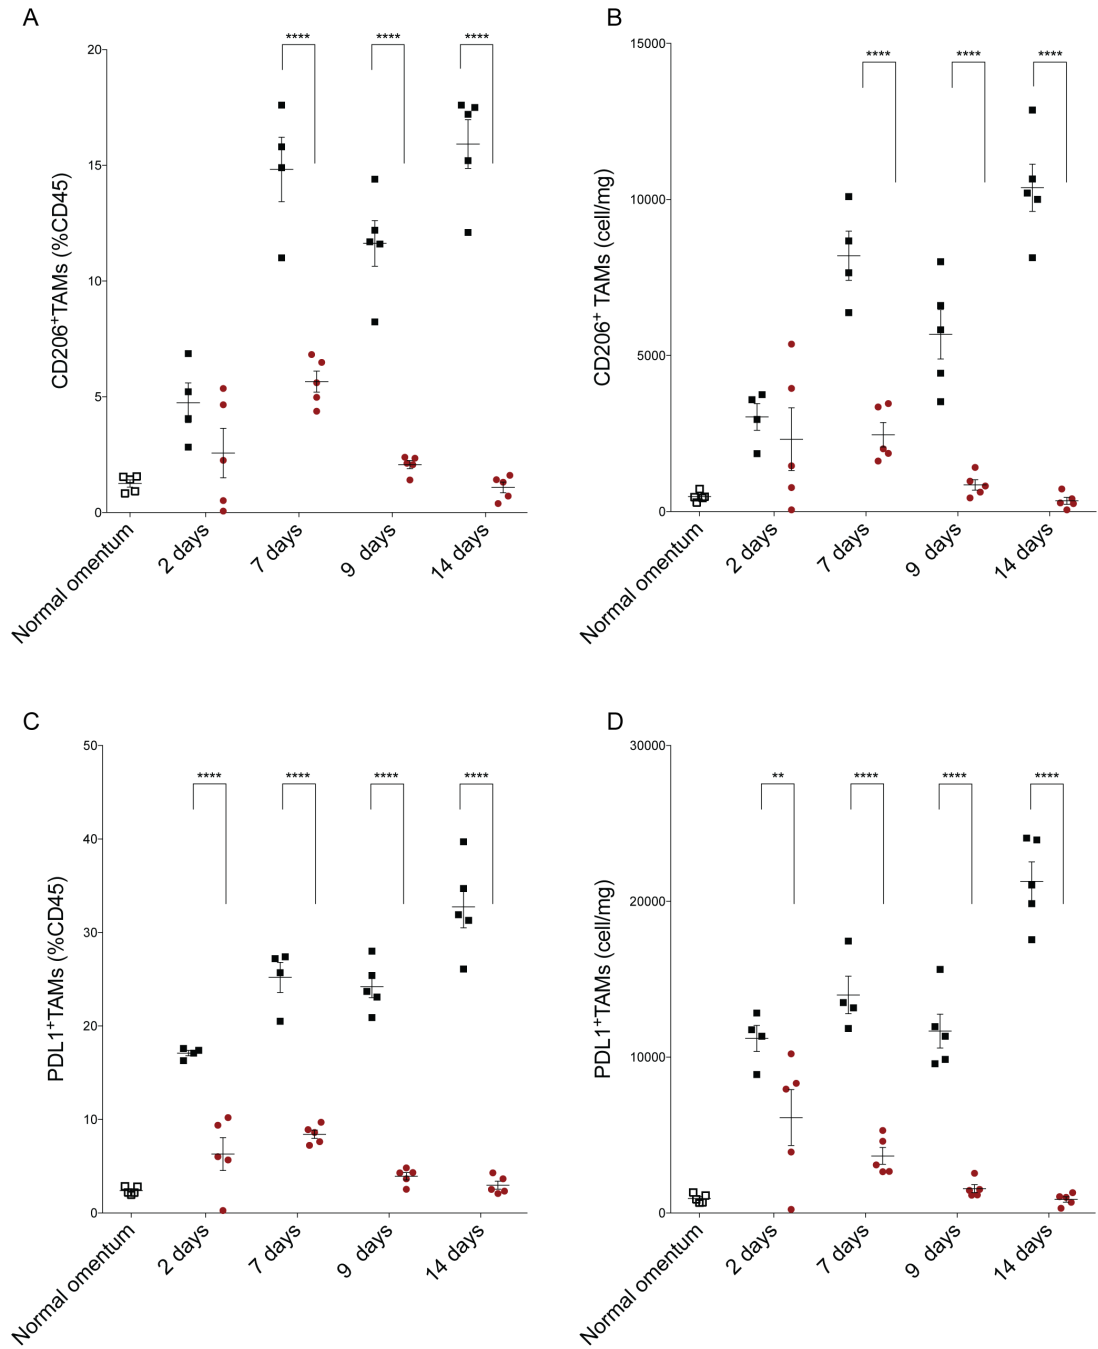 A
CD206+TAMs (%CD45)
20
15
10
5
0
****
****
****
Normal omentum
2 days
7 days
9 days
14 days
B
CD206+ TAMs (cell/mg)
15000
10000
5000
0
****
****
****
Normal omentum
2 days
7 days
9 days
14 days
C
PDL1+TAMs (%CD45)
50
40
30
20
10
0
****
****
****
****
Normal omentum
2 days
7 days
9 days
14 days
D
PDL1+TAMs (cell/mg)
30000
20000
10000
0
**
****
****
****
Normal omentum
2 days
7 days
9 days
14 days